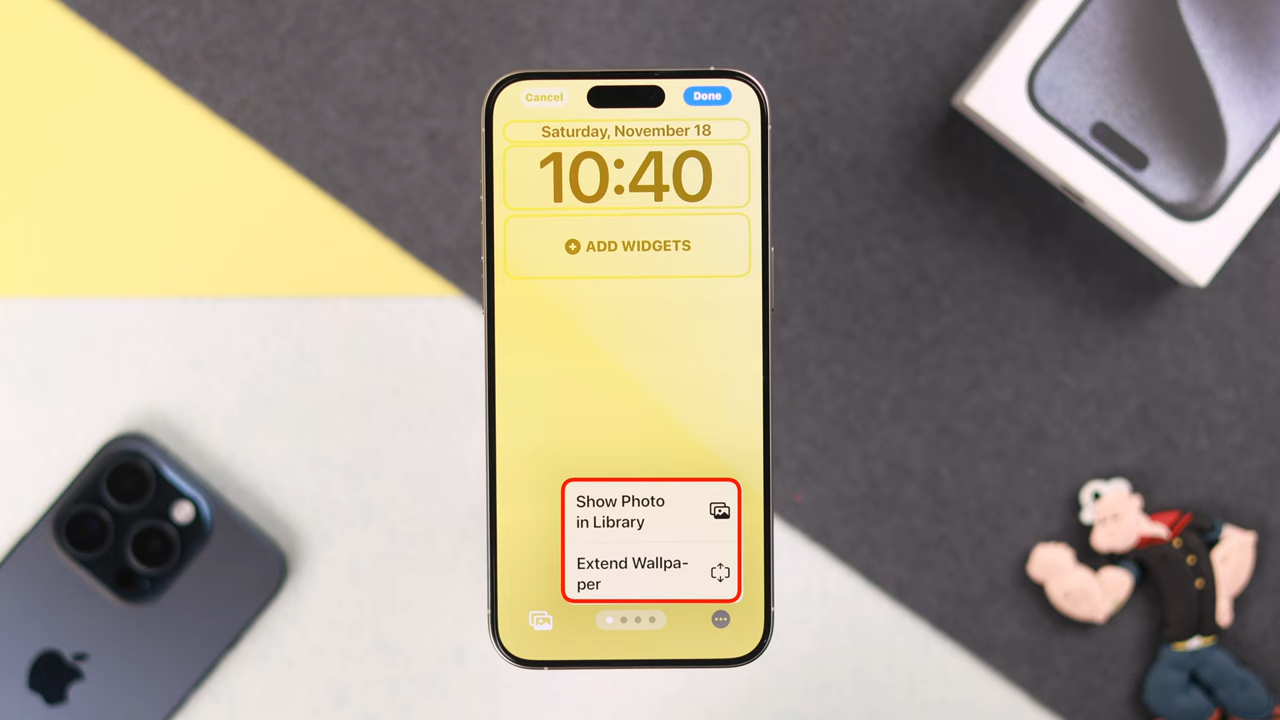 Cancel
Done
Saturday, November 18
10:40
ADD WIDGETS
Show Photo
in Library
Extend Wallpa-
per